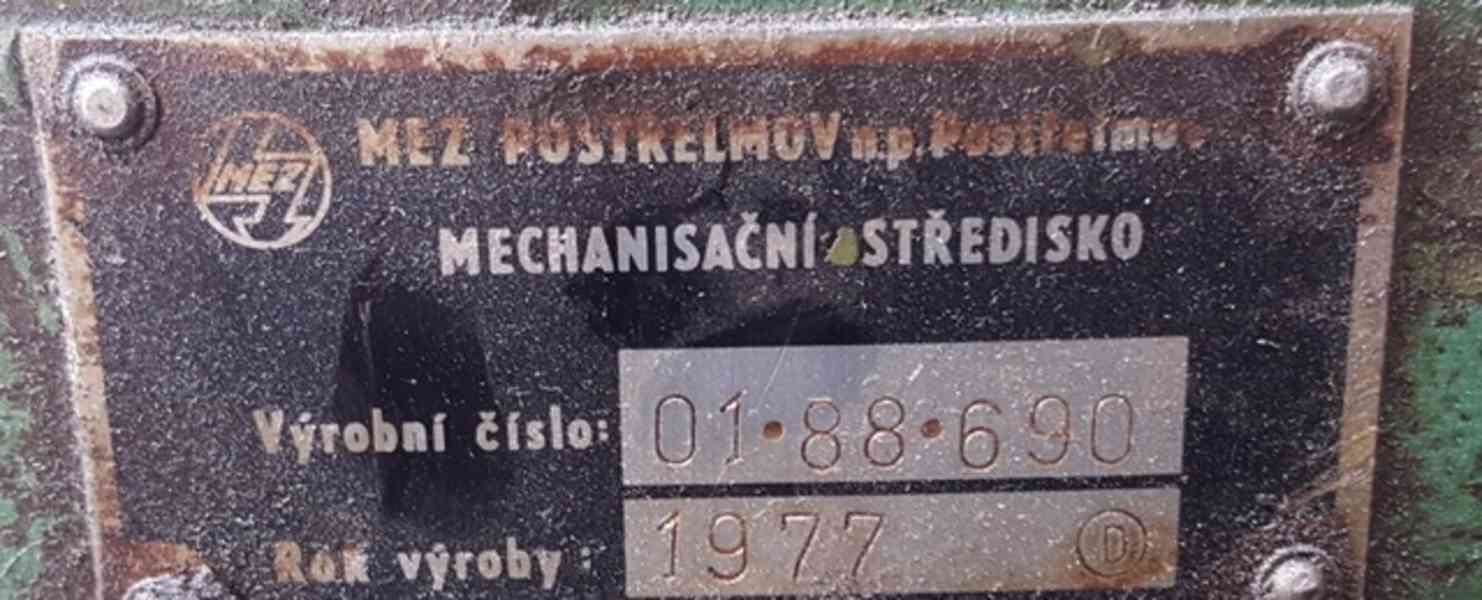 MEZ
MEZ POSTŘELMOV n.p. Postřelmov
MECHANISAČNÍ STŘEDISKO
Výrobní číslo: 01·88·690
Rok výroby: 1977 D